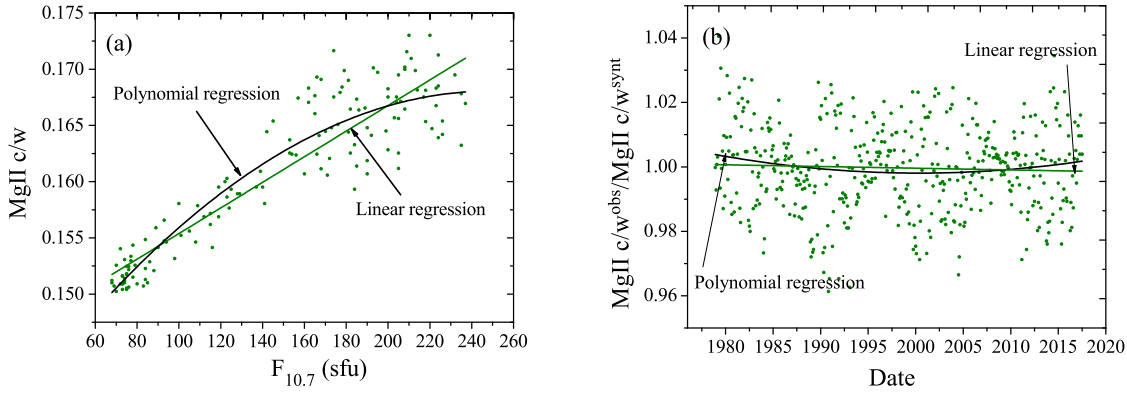 (a)
0.175
0.170
0.165
0.160
0.155
0.150
MgII c/w
Polynomial regression
Linear regression
60 80 100 120 140 160 180 200 220 240 260
F10.7 (sfu)
(b)
1.04
1.02
1.00
0.98
0.96
MgII c/w^obs/MgII c/w^synt
Linear regression
Polynomial regression
1980 1985 1990 1995 2000 2005 2010 2015 2020
Date